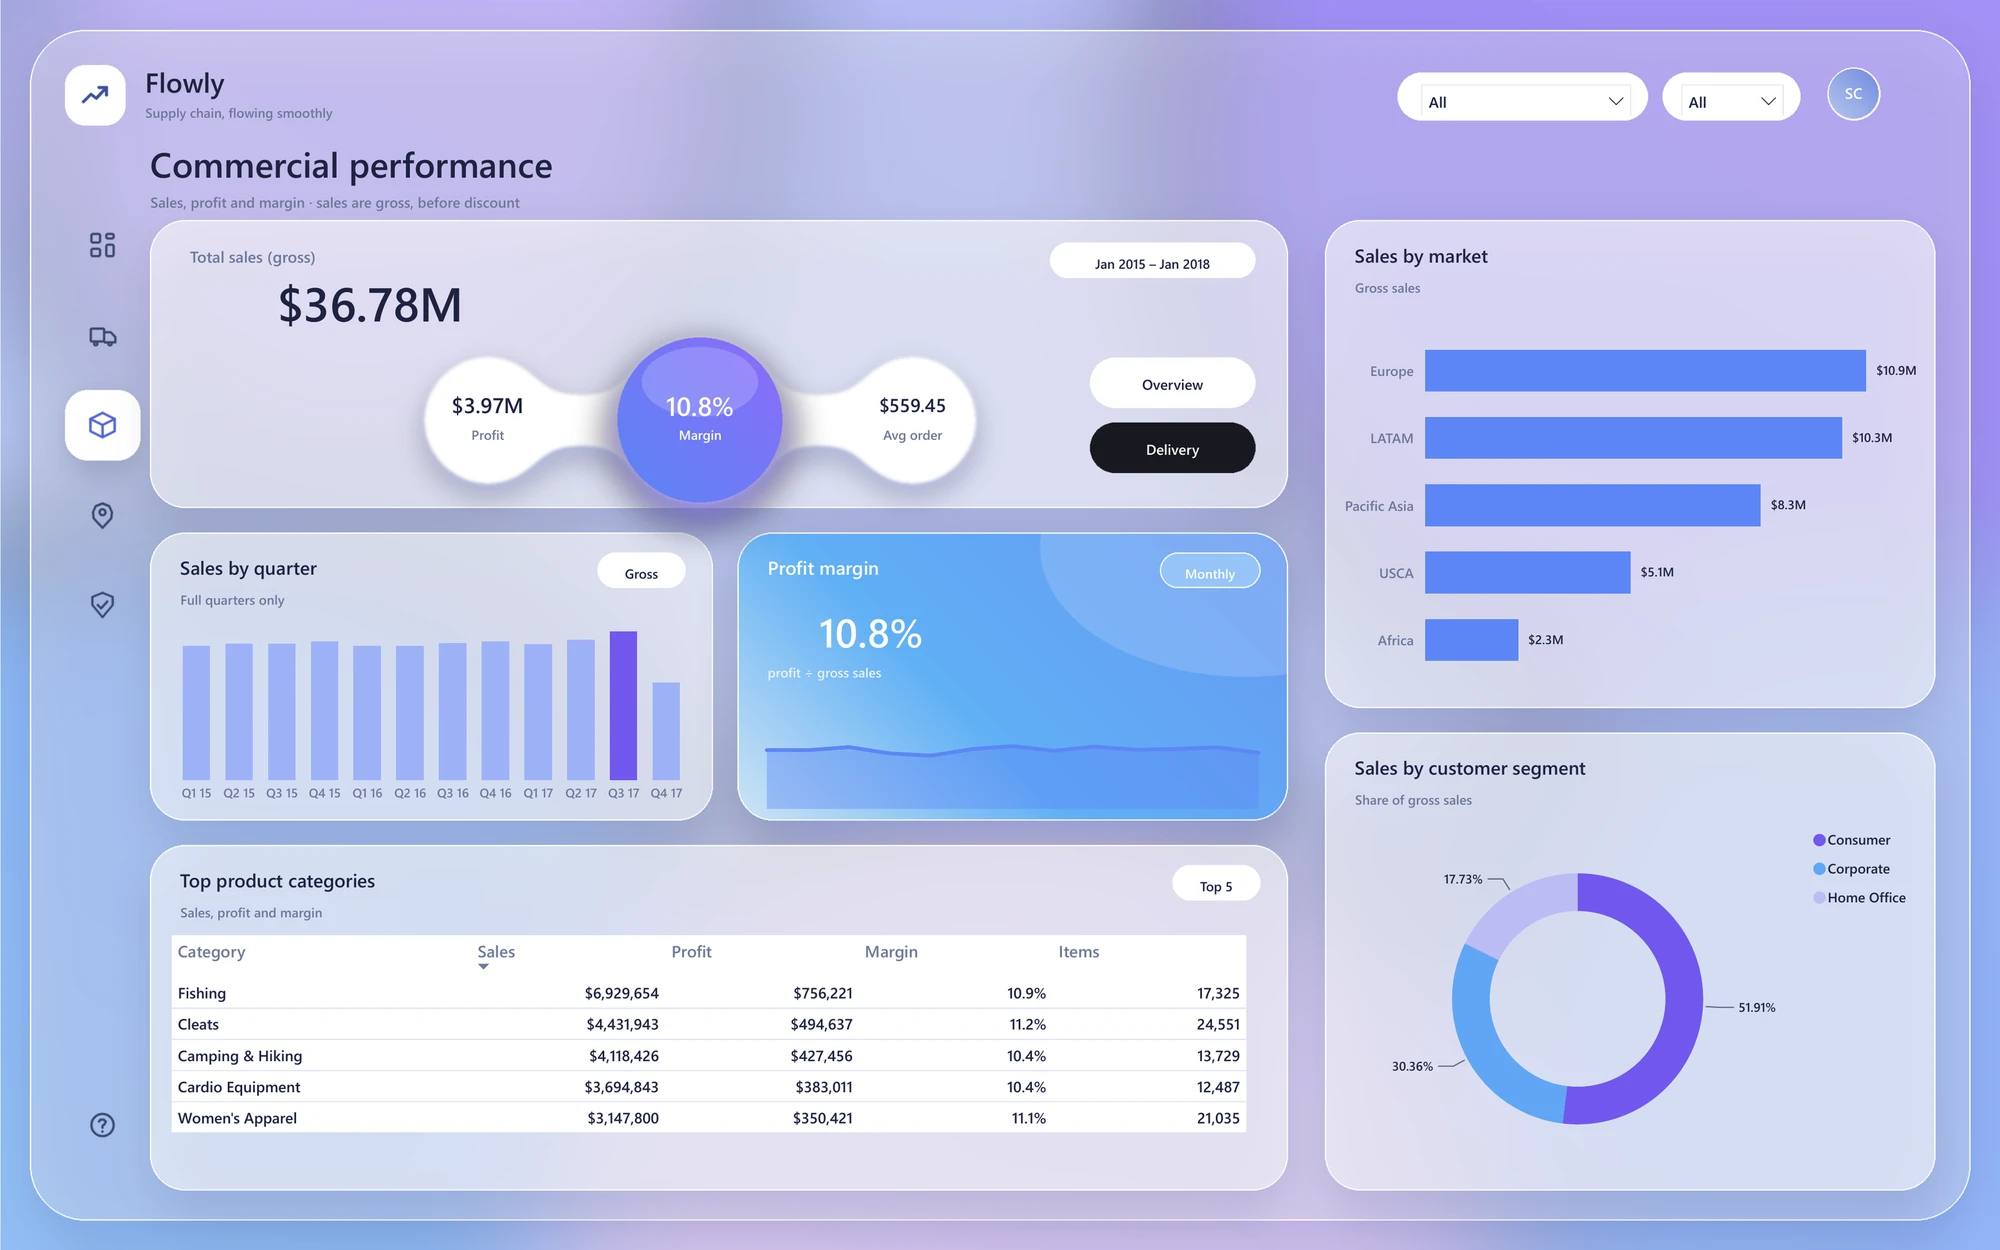 Flowly
Supply chain, flowing smoothly
All
All
SC
Commercial performance
Sales, profit and margin · sales are gross, before discount
Total sales (gross)
Jan 2015 – Jan 2018
$36.78M
$3.97M
Profit
10.8%
Margin
$559.45
Avg order
Overview
Delivery
Sales by market
Gross sales
Europe $10.9M
LATAM $10.3M
Pacific Asia $8.3M
USCA $5.1M
Africa $2.3M
Sales by quarter
Gross
Full quarters only
Q1 15 Q2 15 Q3 15 Q4 15 Q1 16 Q2 16 Q3 16 Q4 16 Q1 17 Q2 17 Q3 17 Q4 17
Profit margin
Monthly
10.8%
profit ÷ gross sales
Sales by customer segment
Share of gross sales
Consumer
Corporate
Home Office
17.73%
51.91%
30.36%
Top product categories
Top 5
Sales, profit and margin
Category Sales Profit Margin Items
Fishing $6,929,654 $756,221 10.9% 17,325
Cleats $4,431,943 $494,637 11.2% 24,551
Camping & Hiking $4,118,426 $427,456 10.4% 13,729
Cardio Equipment $3,694,843 $383,011 10.4% 12,487
Women's Apparel $3,147,800 $350,421 11.1% 21,035